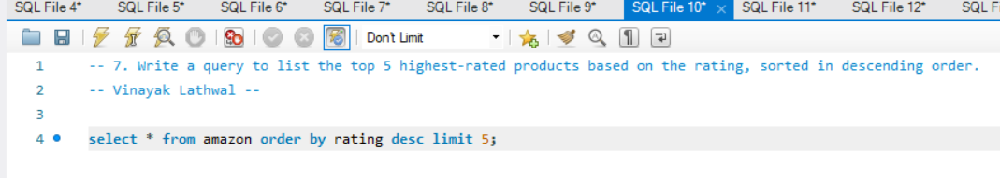 SQL File 4* SQL File 5* SQL File 6* SQL File 7* SQL File 8* SQL File 9* SQL File 10* × SQL File 11* SQL File 12* SQL F
Don't Limit
1 -- 7. Write a query to list the top 5 highest-rated products based on the rating, sorted in descending order.
2 -- Vinayak Lathwal --
3
4 select * from amazon order by rating desc limit 5;